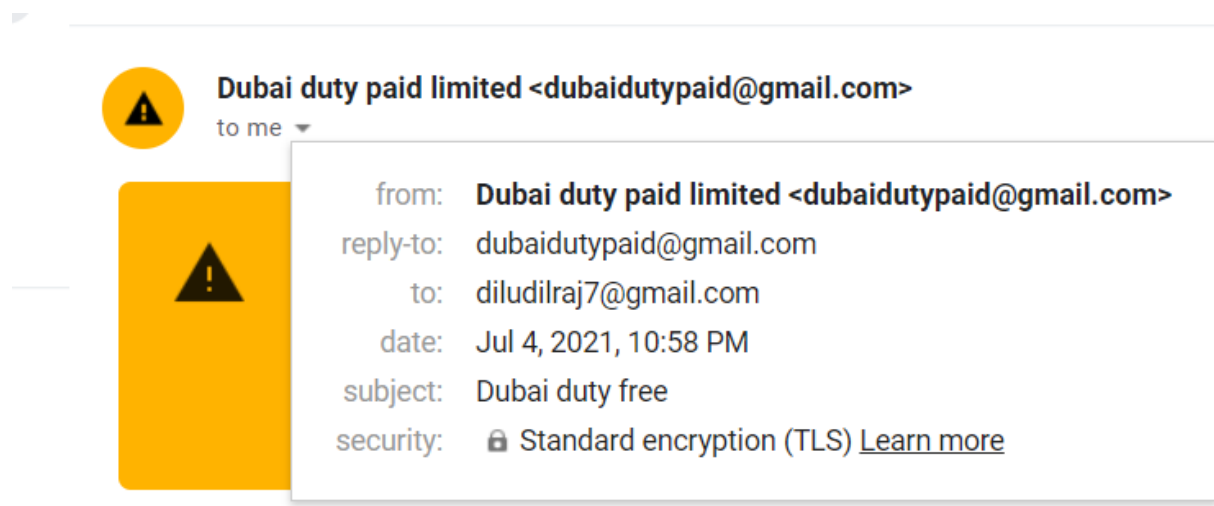 Dubai duty paid limited <dubaidutypaid@gmail.com>
to me
from: Dubai duty paid limited <dubaidutypaid@gmail.com>
reply-to: dubaidutypaid@gmail.com
to: diludilraj7@gmail.com
date: Jul 4, 2021, 10:58 PM
subject: Dubai duty free
security: Standard encryption (TLS) Learn more